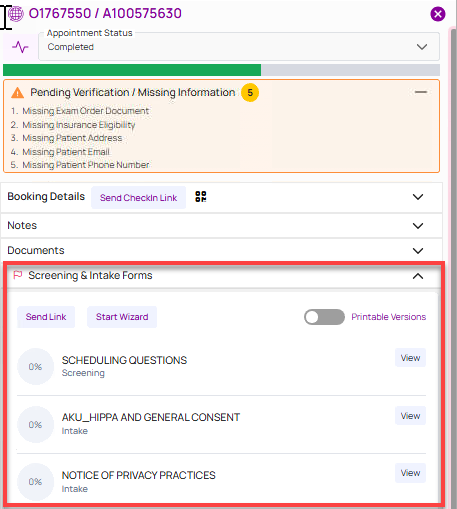 O1767550 / A100575630
Appointment Status
Completed
Pending Verification / Missing Information 5
1. Missing Exam Order Document
2. Missing Insurance Eligibility
3. Missing Patient Address
4. Missing Patient Email
5. Missing Patient Phone Number
Booking Details Send CheckIn Link
Notes
Documents
Screening & Intake Forms
Send Link Start Wizard Printable Versions
0% SCHEDULING QUESTIONS View
Screening
0% AKU_HIPPA AND GENERAL CONSENT View
Intake
0% NOTICE OF PRIVACY PRACTICES View
Intake